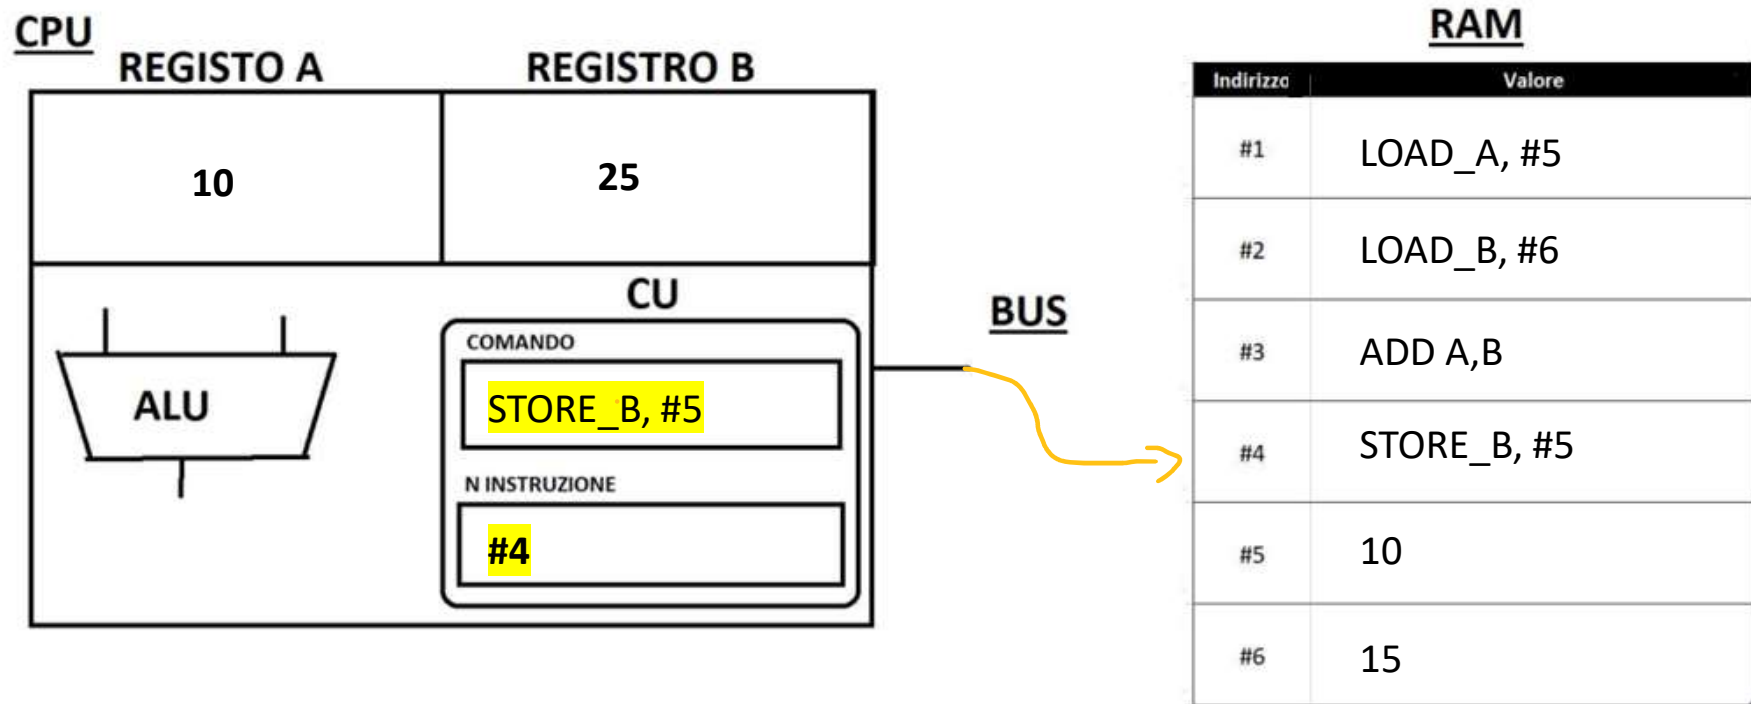 CPU
REGISTO A
REGISTRO B
10
25
ALU
CU
COMANDO
STORE_B, #5
N INSTRUZIONE
#4
BUS
RAM
Indirizzo Valore
#1 LOAD_A, #5
#2 LOAD_B, #6
#3 ADD A,B
#4 STORE_B, #5
#5 10
#6 15